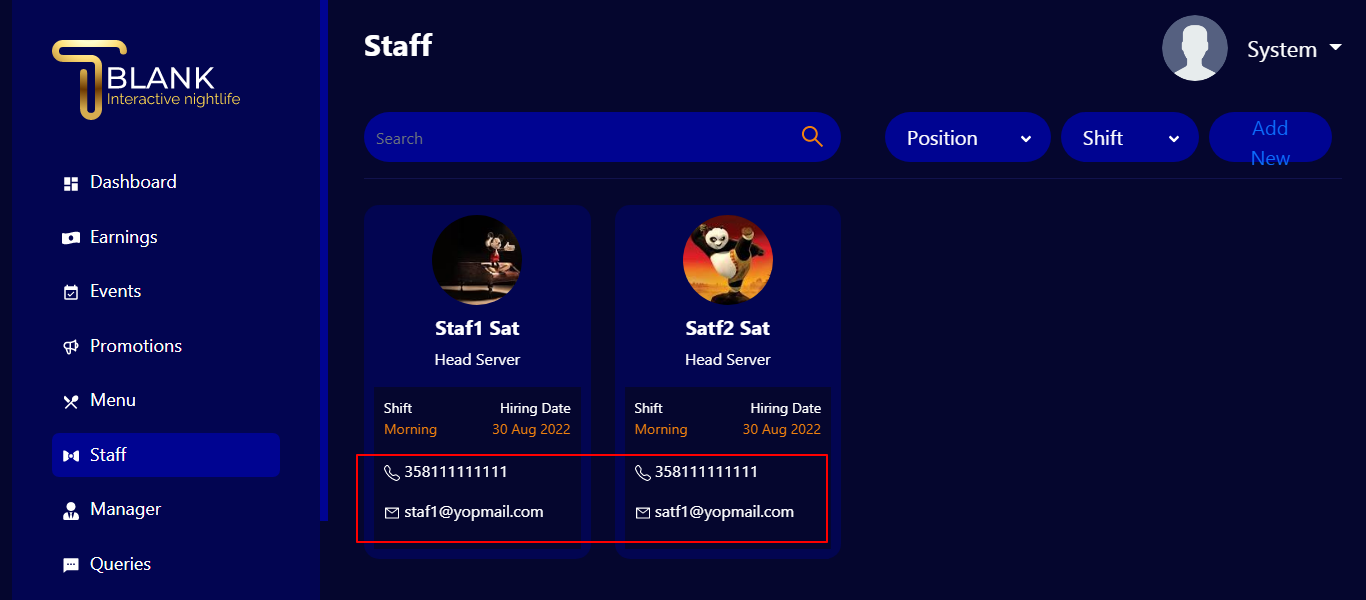 BLANK
Interactive nightlife
Dashboard
Earnings
Events
Promotions
Menu
Staff
Manager
Queries
Staff
System
Search
Position
Shift
Add
New
Staf1 Sat
Head Server
Shift Hiring Date
Morning 30 Aug 2022
358111111111
staf1@yopmail.com
Satf2 Sat
Head Server
Shift Hiring Date
Morning 30 Aug 2022
358111111111
satf1@yopmail.com